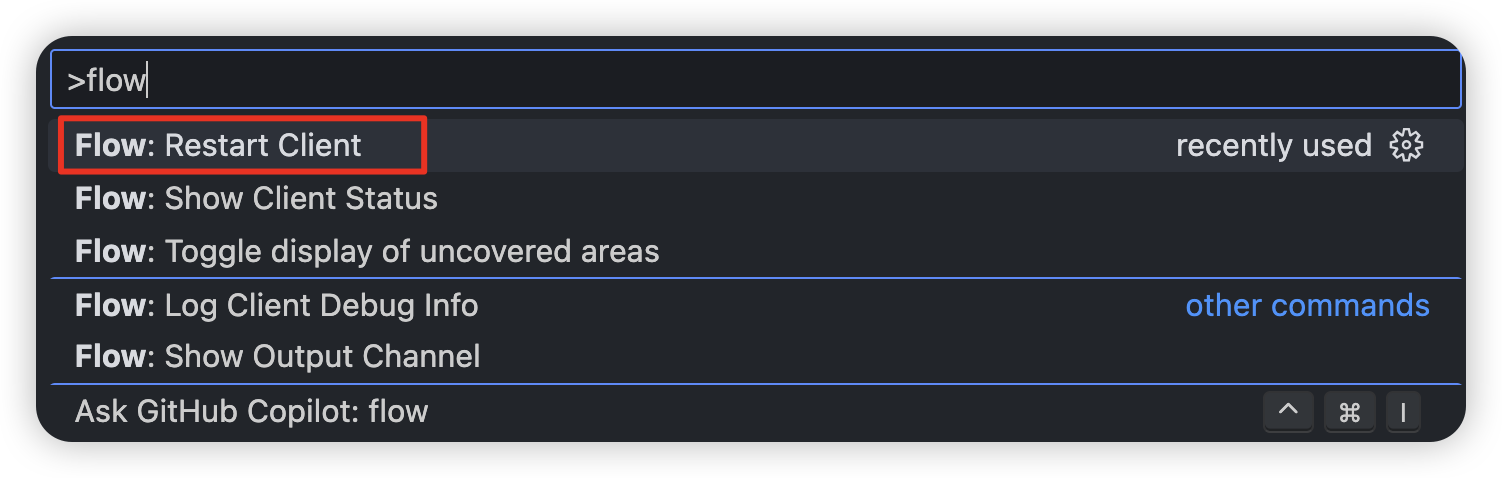 >flow
Flow: Restart Client recently used
Flow: Show Client Status
Flow: Toggle display of uncovered areas
Flow: Log Client Debug Info other commands
Flow: Show Output Channel
Ask GitHub Copilot: flow ^ ⌘ I